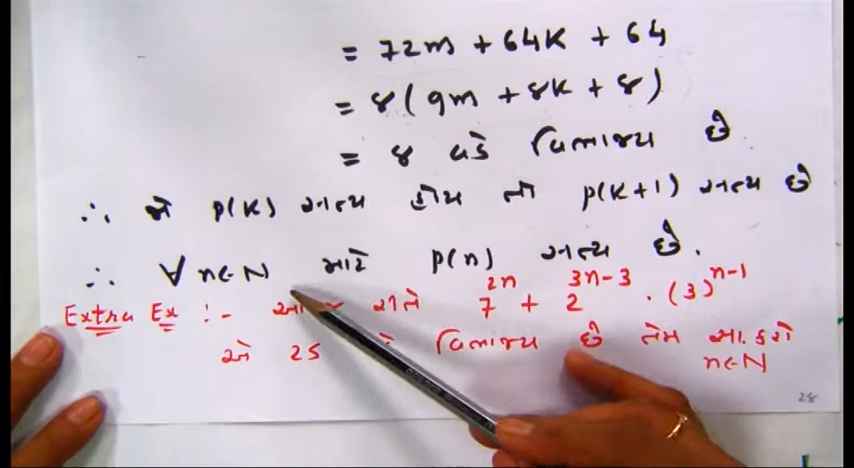 = 72m + 64k + 64
= 8(9m + 8k + 8)
= 8 વડે વિભાજ્ય છે.
∴ જો p(k) સત્ય હોય તો p(k+1) સત્ય છે
∴ ∀ n∈N માટે p(n) સત્ય છે.
Extra Ex :- રીતે 7^{2n} + 2^{3n-3} · (3)^{n-1}
એ 25 વિભાજ્ય છે તેમ સા.કરો
n∈N
28